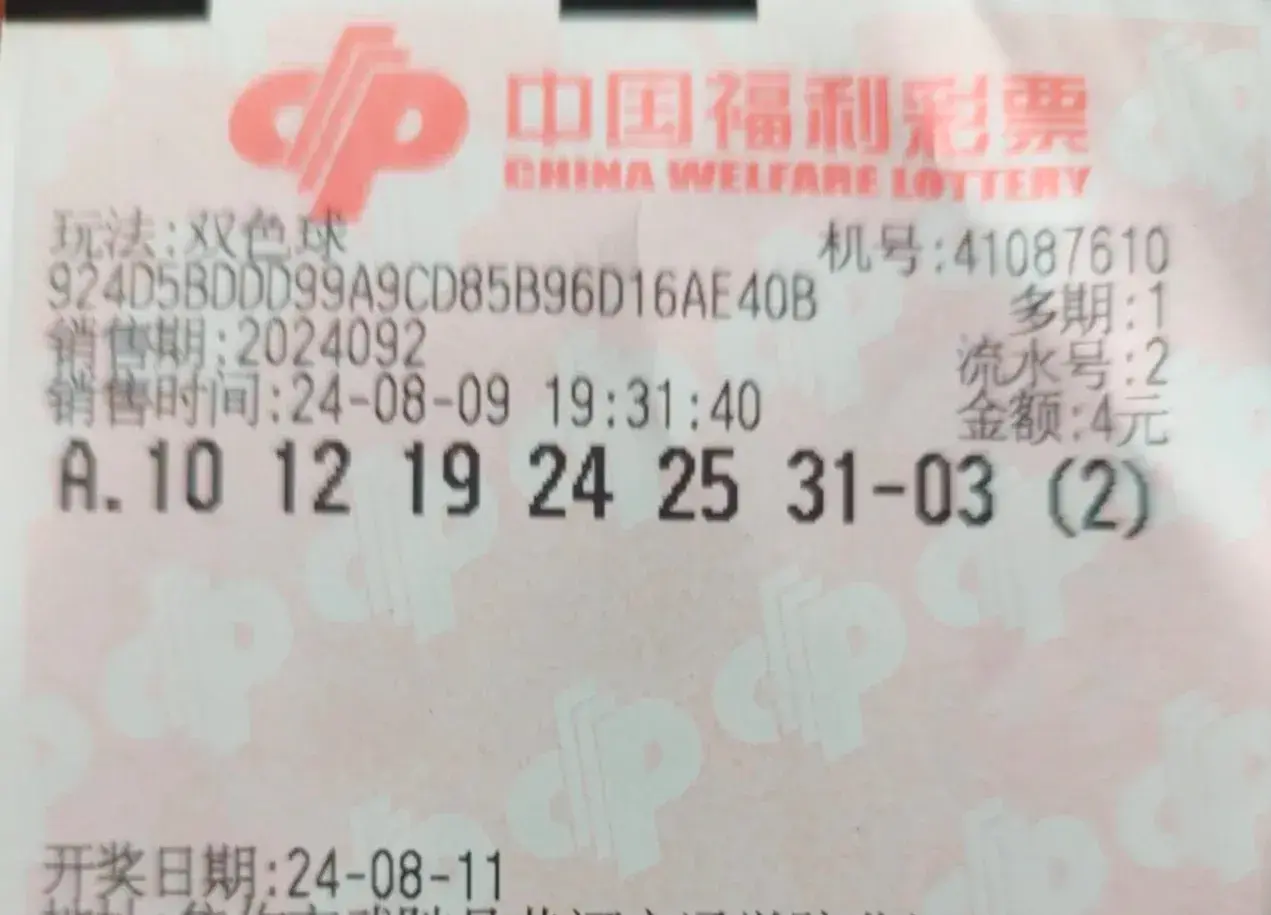 中国福利彩票
CHINA WELFARE LOTTERY
玩法:双色球 机号:41087610
924D5BDDD99A9CD85B96D16AE40B 多期:1
销售期:2024092 流水号:2
销售时间:24-08-09 19:31:40 金额:4元
A.10 12 19 24 25 31-03 (2)
开奖日期:24-08-11